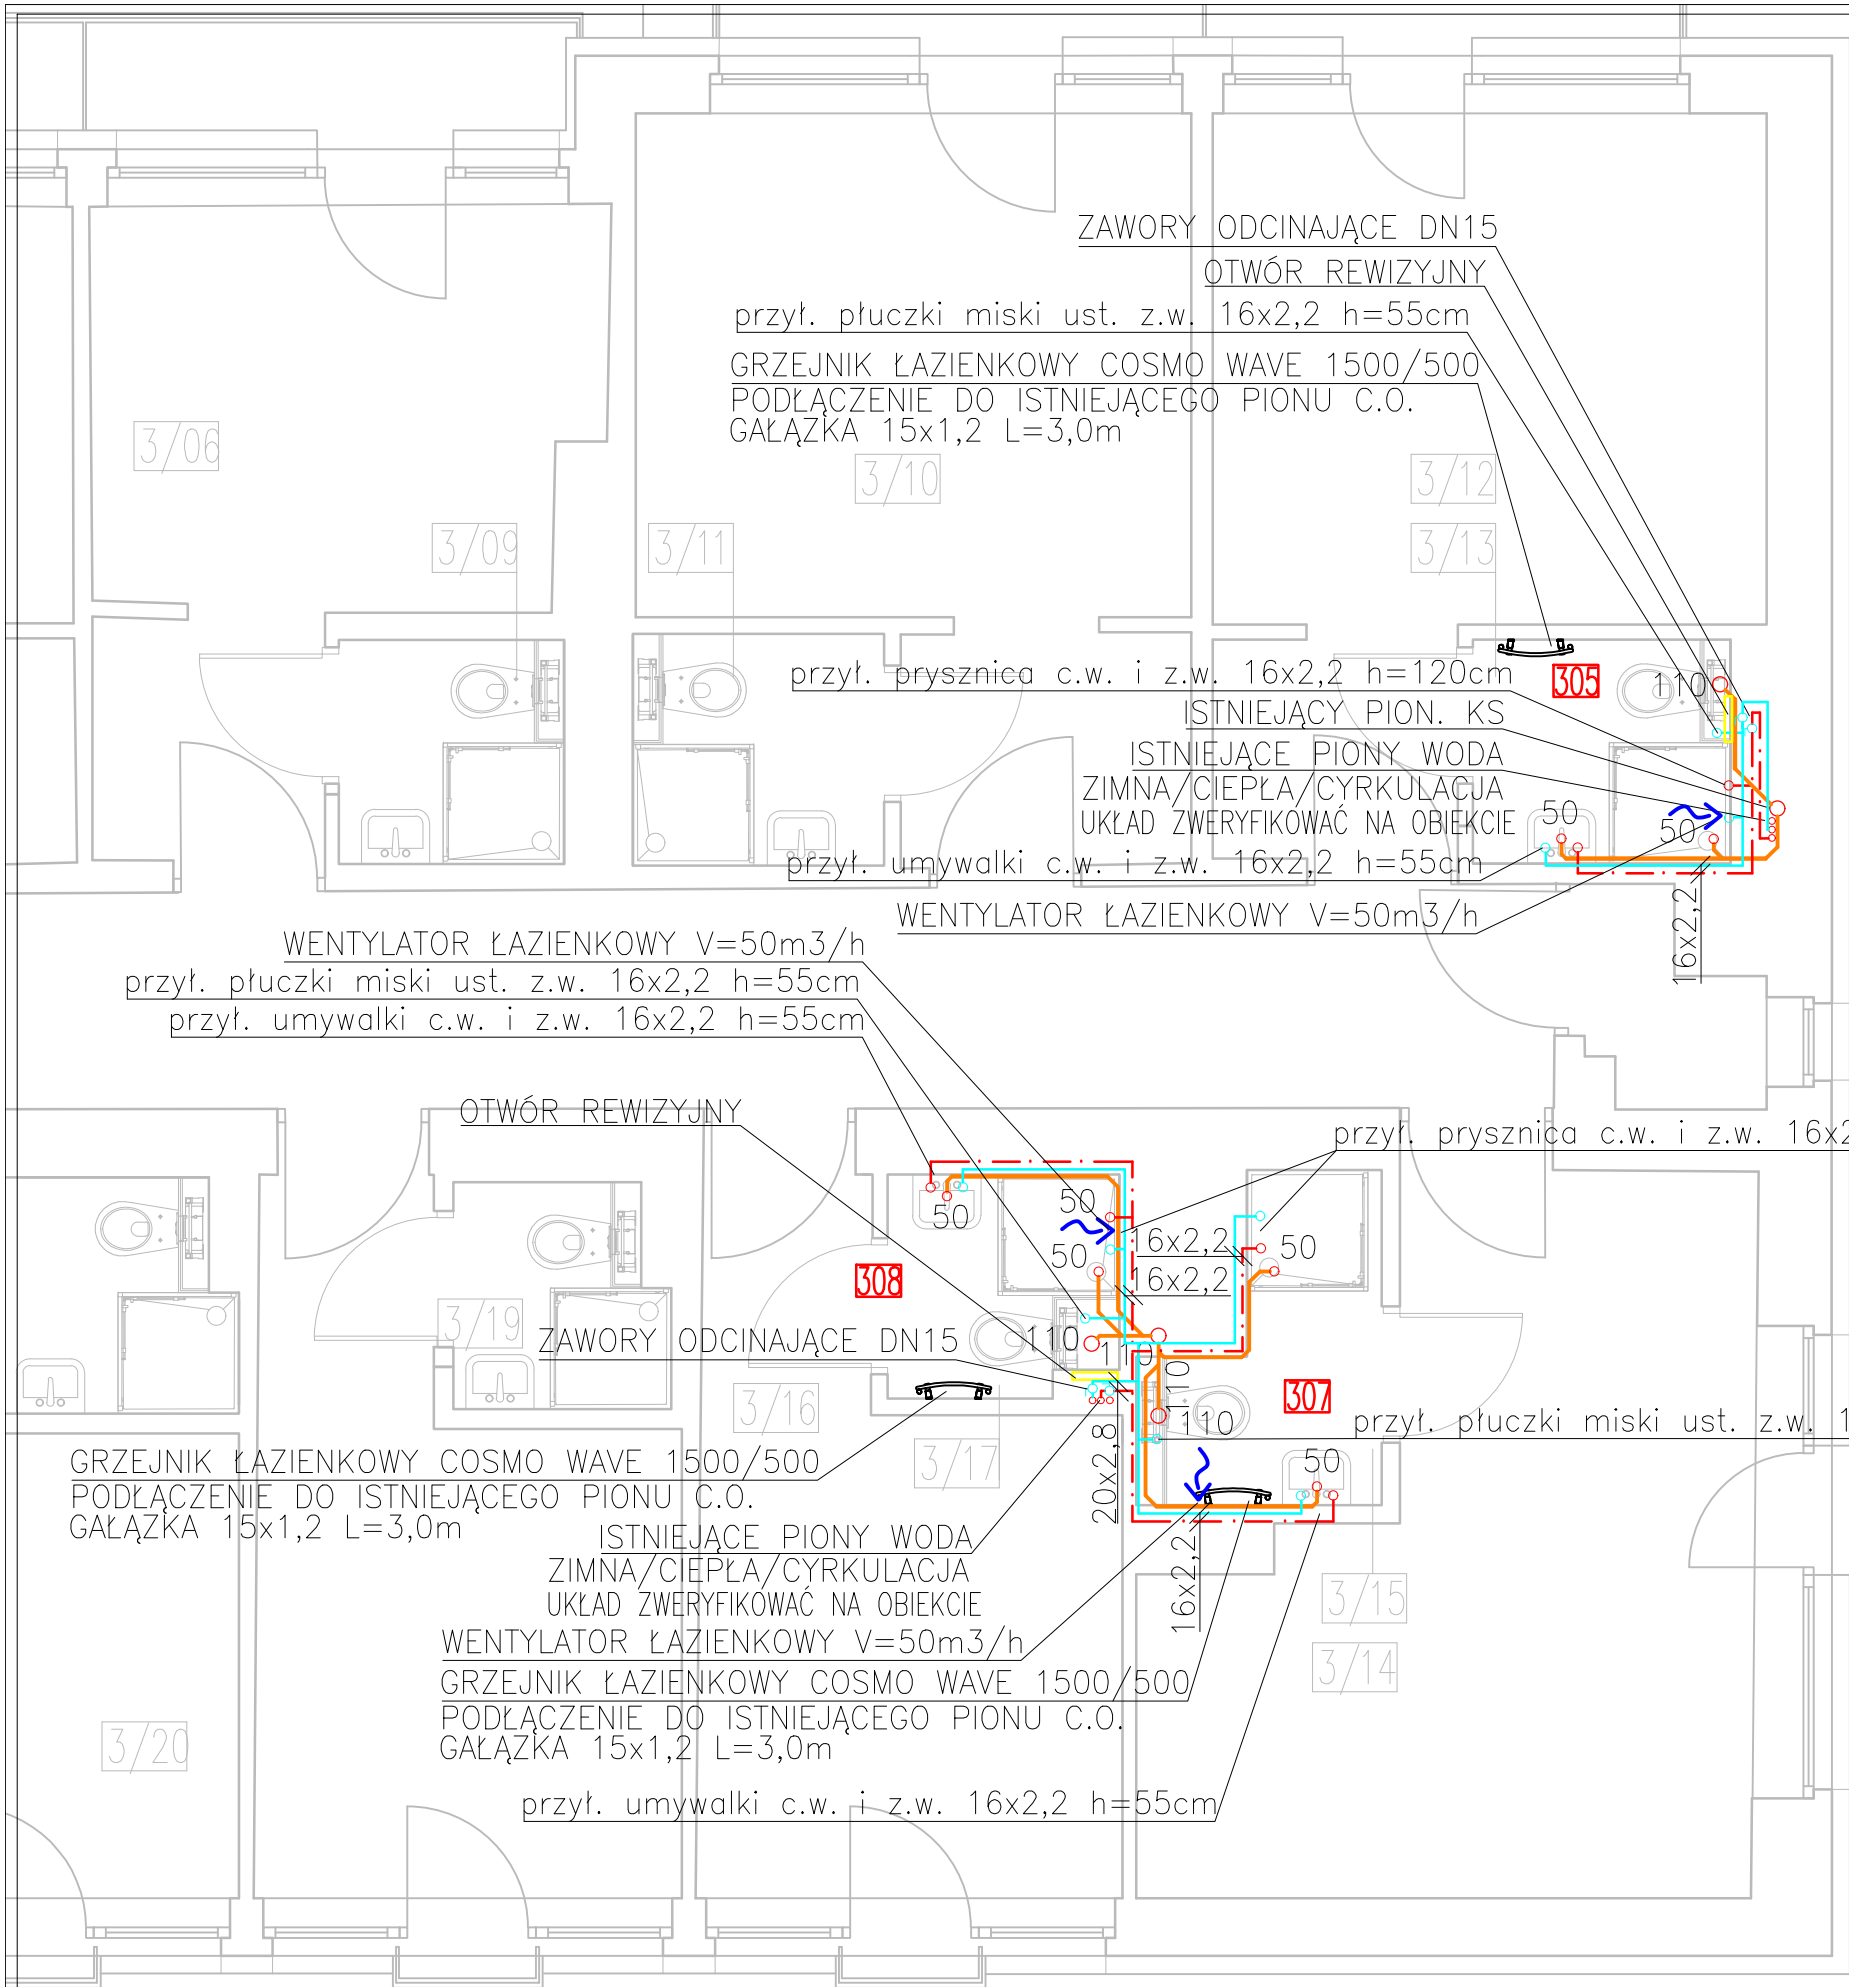 ZAWORY ODCINAJĄCE DN15
OTWÓR REWIZYJNY
przył. płuczki miski ust. z.w. 16x2,2 h=55cm
GRZEJNIK ŁAZIENKOWY COSMO WAVE 1500/500
PODŁĄCZENIE DO ISTNIEJĄCEGO PIONU C.O.
GAŁĄZKA 15x1,2 L=3,0m
3/06
3/10
3/12
3/09
3/11
3/13
przył. prysznica c.w. i z.w. 16x2,2 h=120cm
305
110
ISTNIEJĄCY PION. KS
ISTNIEJĄCE PIONY WODA
ZIMNA/CIEPŁA/CYRKULACJA
UKŁAD ZWERYFIKOWAĆ NA OBIEKCIE
50
50
przył. umywalki c.w. i z.w. 16x2,2 h=55cm
WENTYLATOR ŁAZIENKOWY V=50m3/h
16x2,2
WENTYLATOR ŁAZIENKOWY V=50m3/h
przył. płuczki miski ust. z.w. 16x2,2 h=55cm
przył. umywalki c.w. i z.w. 16x2,2 h=55cm
OTWÓR REWIZYJNY
przył. prysznica c.w. i z.w. 16x2
50
50
16x2,2
50
50
308
16x2,2
3/19
ZAWORY ODCINAJĄCE DN15
110
110
110
3/16
307
110
przył. płuczki miski ust. z.w. 1
3/17
20x2,8
50
GRZEJNIK ŁAZIENKOWY COSMO WAVE 1500/500
PODŁĄCZENIE DO ISTNIEJĄCEGO PIONU C.O.
GAŁĄZKA 15x1,2 L=3,0m
ISTNIEJĄCE PIONY WODA
ZIMNA/CIEPŁA/CYRKULACJA
UKŁAD ZWERYFIKOWAĆ NA OBIEKCIE
16x2,2
3/15
WENTYLATOR ŁAZIENKOWY V=50m3/h
GRZEJNIK ŁAZIENKOWY COSMO WAVE 1500/500
PODŁĄCZENIE DO ISTNIEJĄCEGO PIONU C.O.
GAŁĄZKA 15x1,2 L=3,0m
3/14
3/20
przył. umywalki c.w. i z.w. 16x2,2 h=55cm